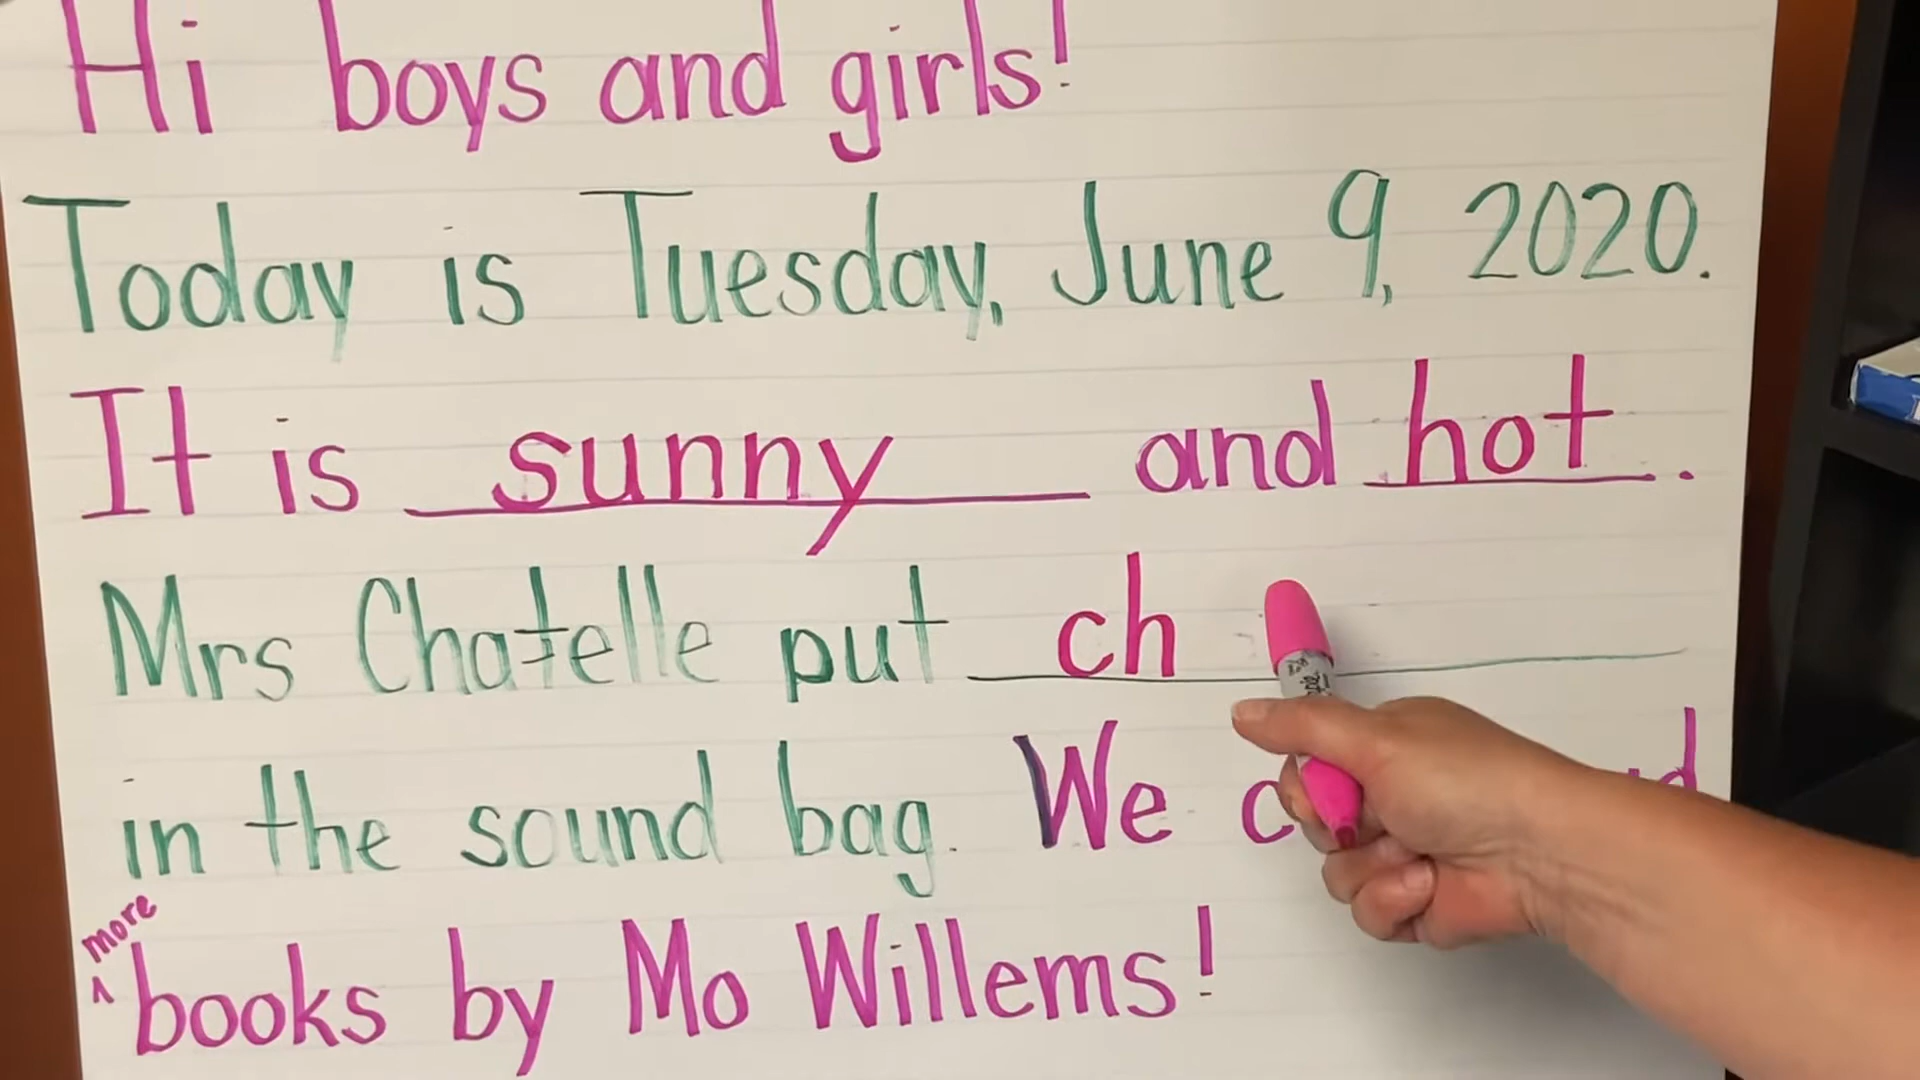 Hi boys and girls!
Today is Tuesday, June 9, 2020.
It is sunny and hot.
Mrs Chatelle put ch
in the sound bag. We
more
^ books by Mo Willems!